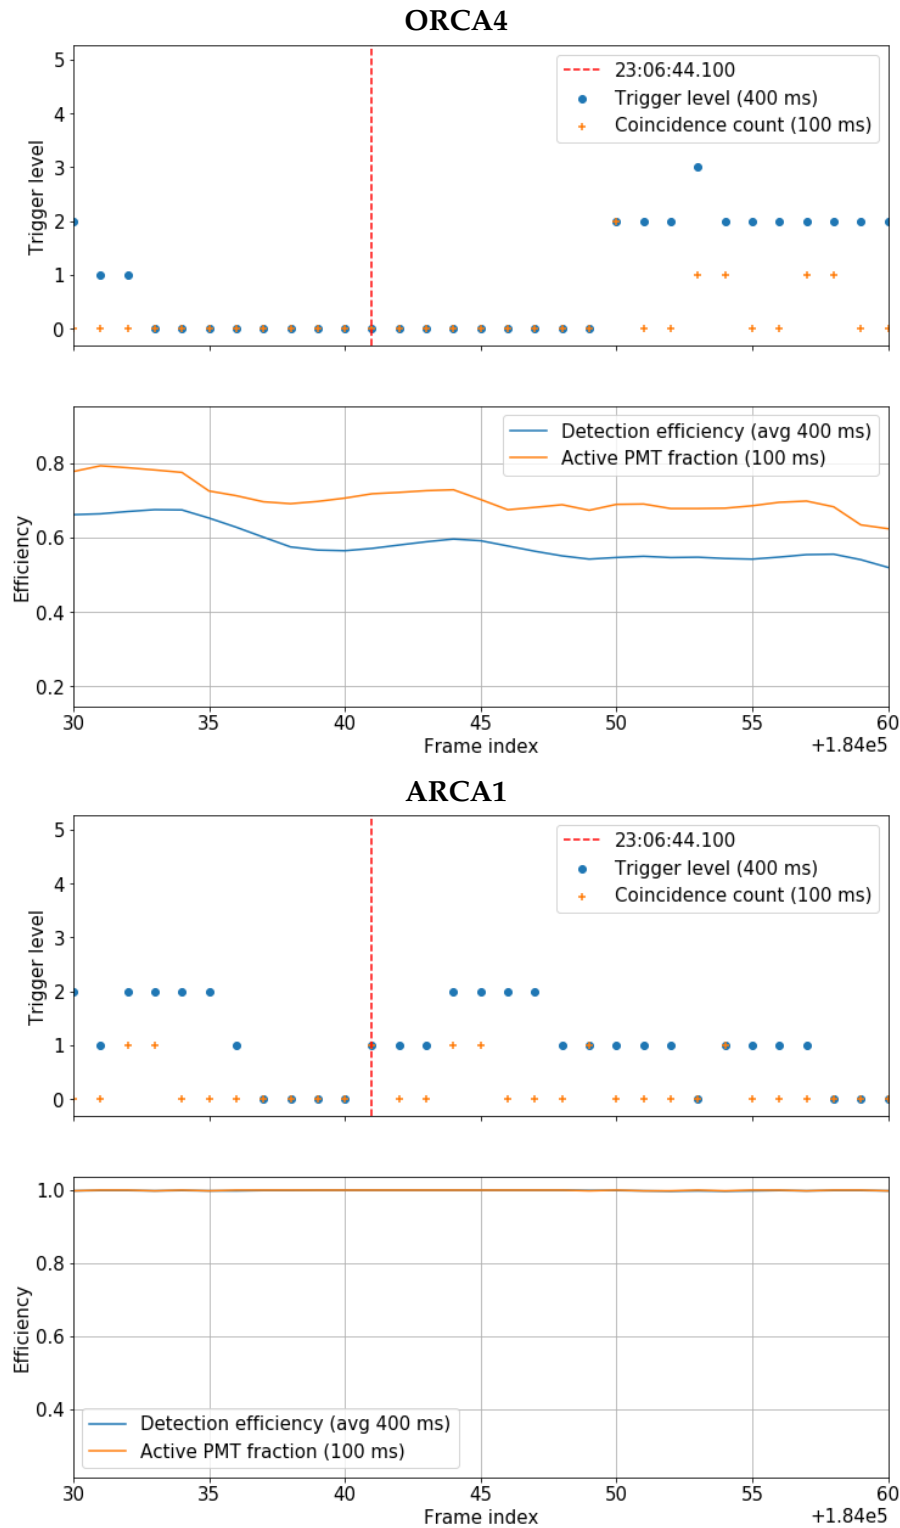 ORCA4
5
4
3
2
1
0
Trigger level
23:06:44.100
Trigger level (400 ms)
Coincidence count (100 ms)
0.8
0.6
0.4
0.2
Efficiency
Detection efficiency (avg 400 ms)
Active PMT fraction (100 ms)
30 35 40 45 50 55 60
Frame index
+1.84e5
ARCA1
5
4
3
2
1
0
Trigger level
23:06:44.100
Trigger level (400 ms)
Coincidence count (100 ms)
1.0
0.8
0.6
0.4
Efficiency
Detection efficiency (avg 400 ms)
Active PMT fraction (100 ms)
30 35 40 45 50 55 60
Frame index
+1.84e5